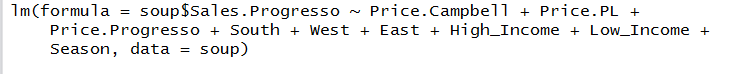 lm(formula = soup$Sales.Progresso ~ Price.Campbell + Price.PL +
Price.Progresso + South + West + East + High_Income + Low_Income +
Season, data = soup)